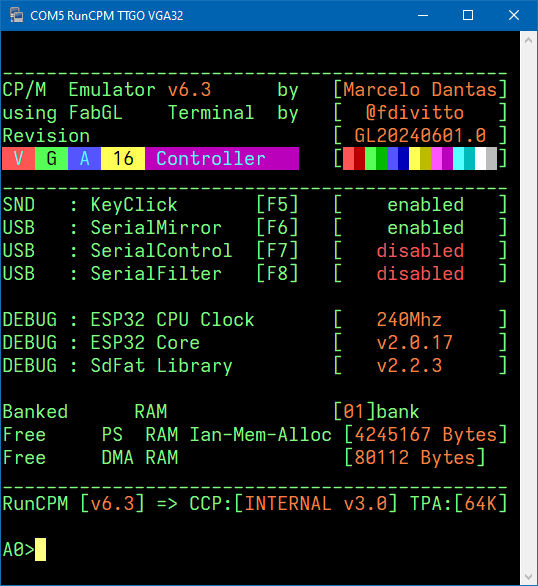 COM5 RunCPM TTGO VGA32
CP/M Emulator v6.3 by [Marcelo Dantas]
using FabGL Terminal by [ @fdivitto ]
Revision [ GL20240601.0 ]
V G A 16 Controller [ ]
SND : KeyClick [F5] [ enabled ]
USB : SerialMirror [F6] [ enabled ]
USB : SerialControl [F7] [ disabled ]
USB : SerialFilter [F8] [ disabled ]
DEBUG : ESP32 CPU Clock [ 240Mhz ]
DEBUG : ESP32 Core [ v2.0.17 ]
DEBUG : SdFat Library [ v2.2.3 ]
Banked RAM [01]bank
Free PS RAM Ian-Mem-Alloc [4245167 Bytes]
Free DMA RAM [80112 Bytes]
RunCPM [v6.3] => CCP:[INTERNAL v3.0] TPA:[64K]
A0>